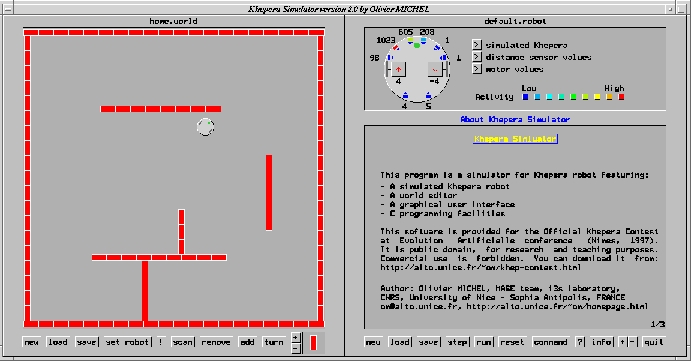 Khepera Simulator version 2.0 by Olivier MICHEL
home.world
default.robot
605 208
1023 1
98 1
4 -4
4 5
simulated Khepera
distance sensor values
motor values
Low High
Activity
About Khepera Simulator
Khepera Simulator
This program is a simulator for Khepera robot featuring:
- A simulated Khepera robot
- A world editor
- A graphical user interface
- C programming facilities
This software is provided for the Official Khepera Contest
at Evolution Artificielle conference (Nimes, 1997).
It is public domain, for research and teaching purposes.
Commercial use is forbidden. You can download it from:
http://alto.unice.fr/~om/khep-contest.html
Author: Olivier MICHEL, MAGE team, i3s laboratory,
CNRS, University of Nice - Sophia Antipolis, FRANCE
om@alto.unice.fr, http://alto.unice.fr/~om/homepage.html
1/3
new load save set robot ! scan remove add turn + -
new load save step run reset command ? info + - quit